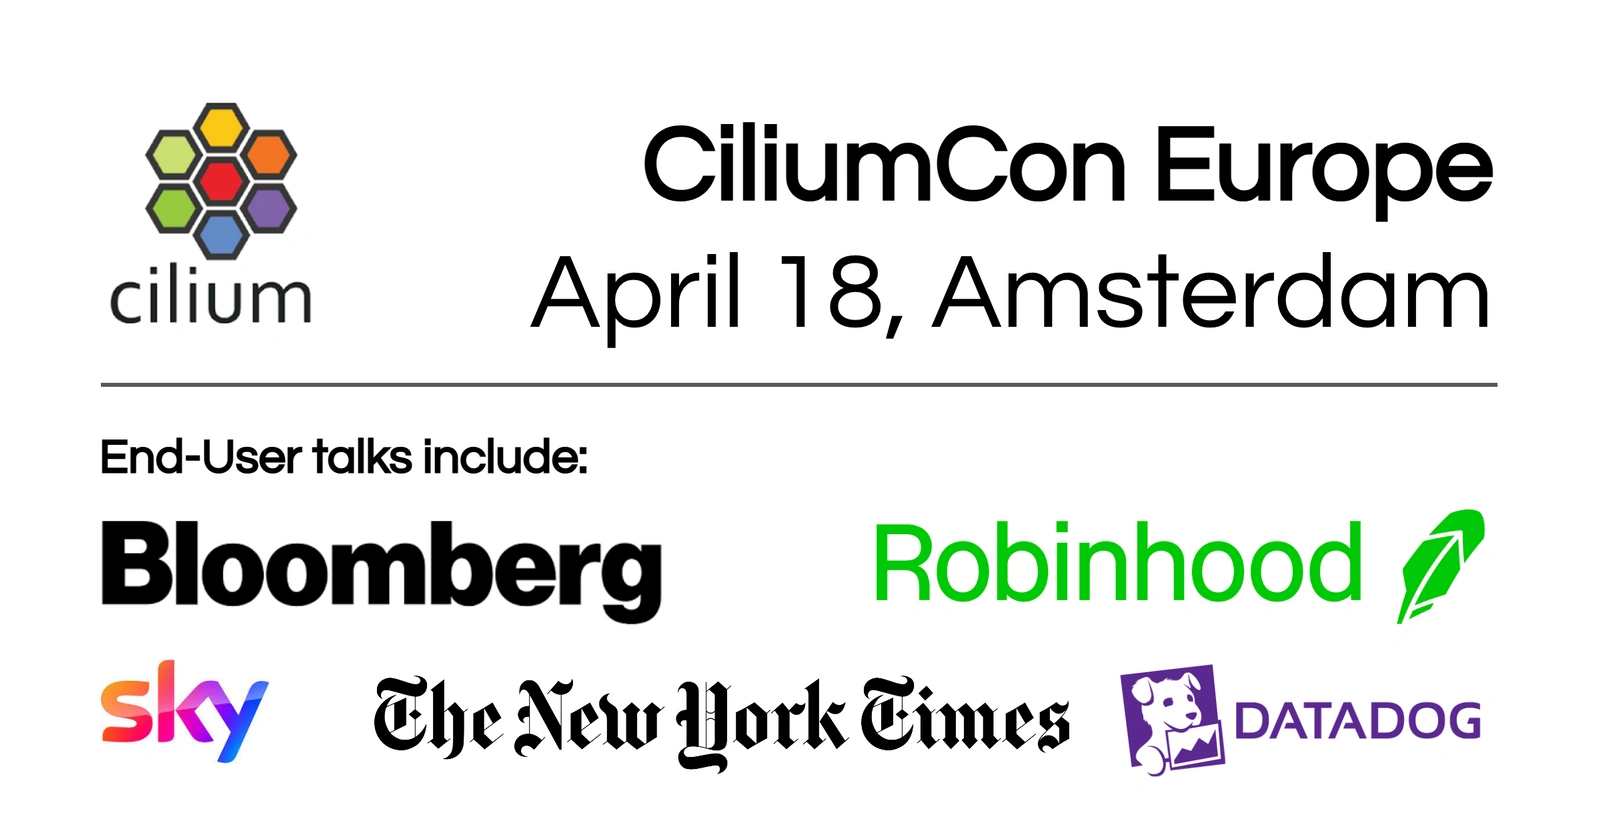 cilium
CiliumCon Europe
April 18, Amsterdam
End-User talks include:
Bloomberg
Robinhood
sky
The New York Times
DATADOG